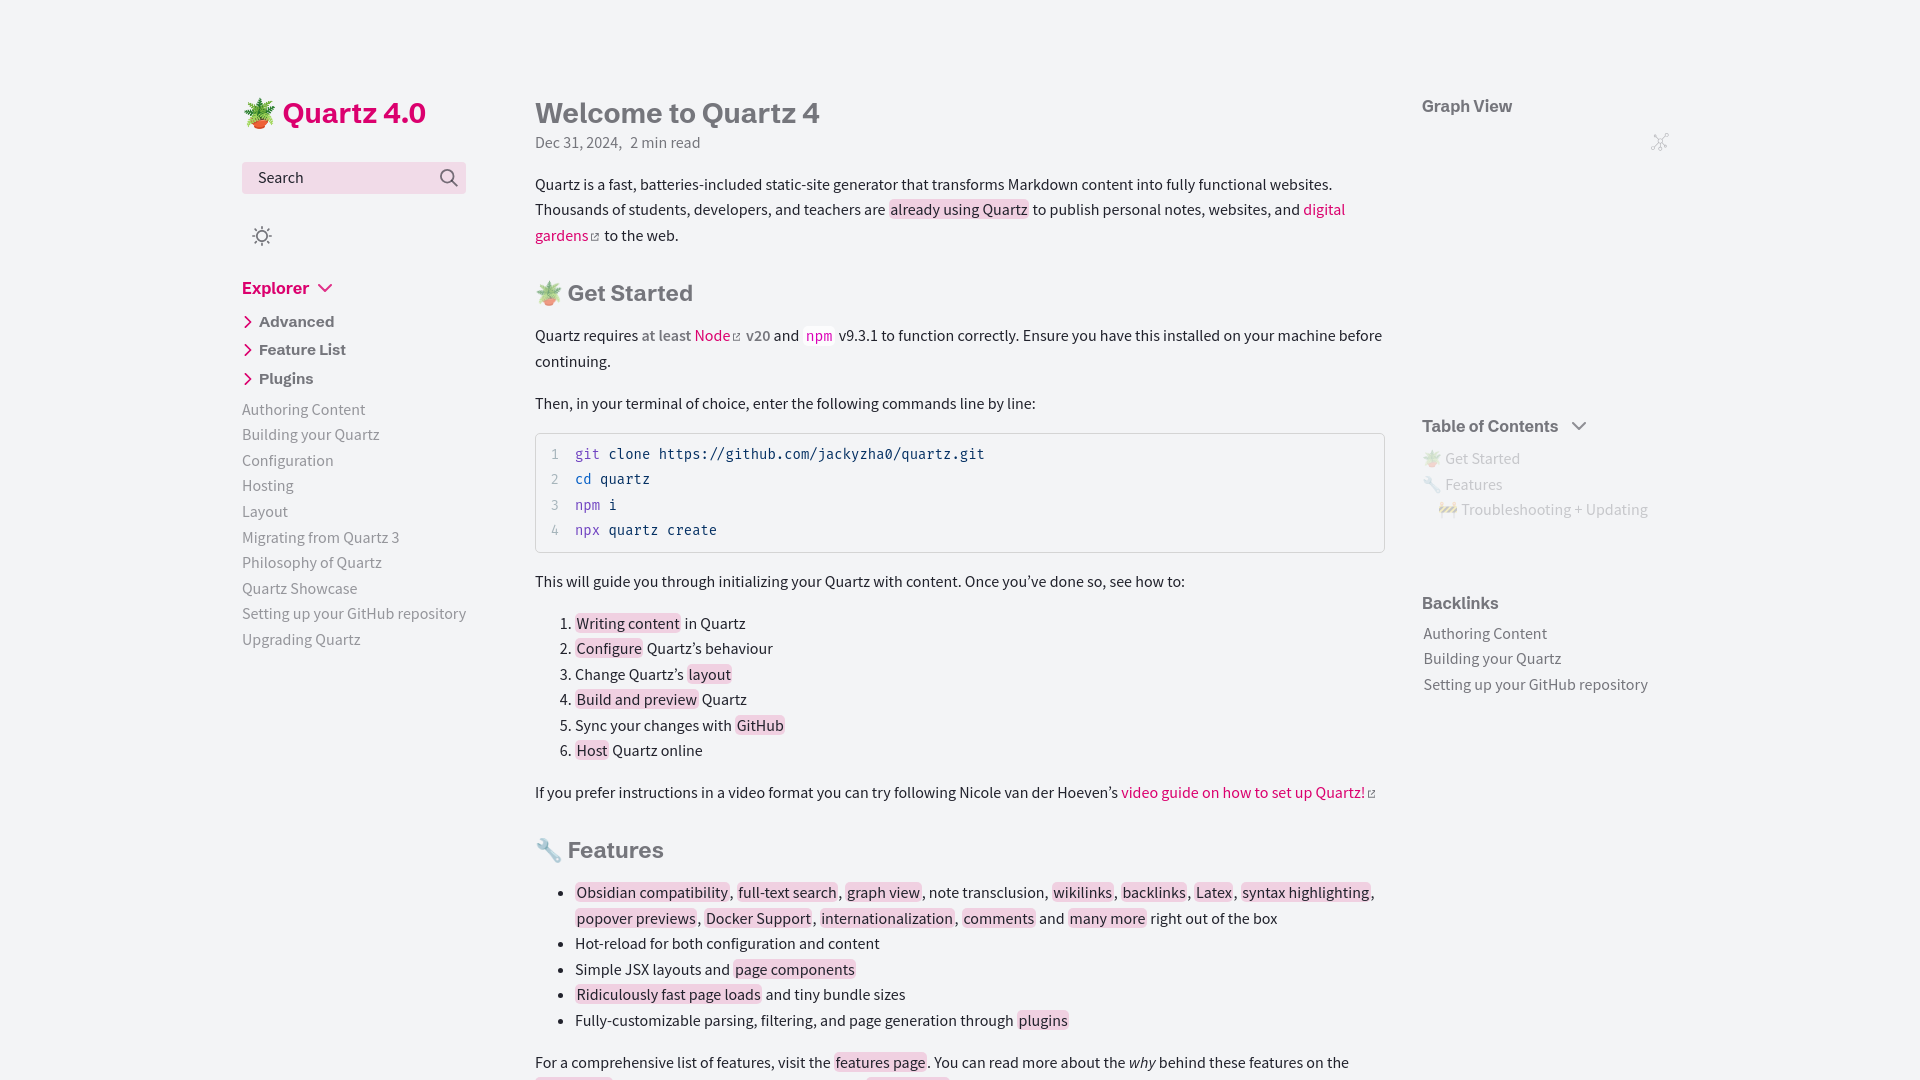 🪴 Quartz 4.0
Search
Explorer
Advanced
Feature List
Plugins
Authoring Content
Building your Quartz
Configuration
Hosting
Layout
Migrating from Quartz 3
Philosophy of Quartz
Quartz Showcase
Setting up your GitHub repository
Upgrading Quartz
Welcome to Quartz 4
Dec 31, 2024, 2 min read
Quartz is a fast, batteries-included static-site generator that transforms Markdown content into fully functional websites.
Thousands of students, developers, and teachers are already using Quartz to publish personal notes, websites, and digital
gardens to the web.
🪴 Get Started
Quartz requires at least Node v20 and npm v9.3.1 to function correctly. Ensure you have this installed on your machine before
continuing.
Then, in your terminal of choice, enter the following commands line by line:
1 git clone https://github.com/jackyzha0/quartz.git
2 cd quartz
3 npm i
4 npx quartz create
This will guide you through initializing your Quartz with content. Once you’ve done so, see how to:
1. Writing content in Quartz
2. Configure Quartz’s behaviour
3. Change Quartz’s layout
4. Build and preview Quartz
5. Sync your changes with GitHub
6. Host Quartz online
If you prefer instructions in a video format you can try following Nicole van der Hoeven’s video guide on how to set up Quartz!
🔧 Features
• Obsidian compatibility, full-text search, graph view, note transclusion, wikilinks, backlinks, Latex, syntax highlighting,
popover previews, Docker Support, internationalization, comments and many more right out of the box
• Hot-reload for both configuration and content
• Simple JSX layouts and page components
• Ridiculously fast page loads and tiny bundle sizes
• Fully-customizable parsing, filtering, and page generation through plugins
For a comprehensive list of features, visit the features page. You can read more about the why behind these features on the
Graph View
Table of Contents
🪴 Get Started
🔧 Features
🚧 Troubleshooting + Updating
Backlinks
Authoring Content
Building your Quartz
Setting up your GitHub repository